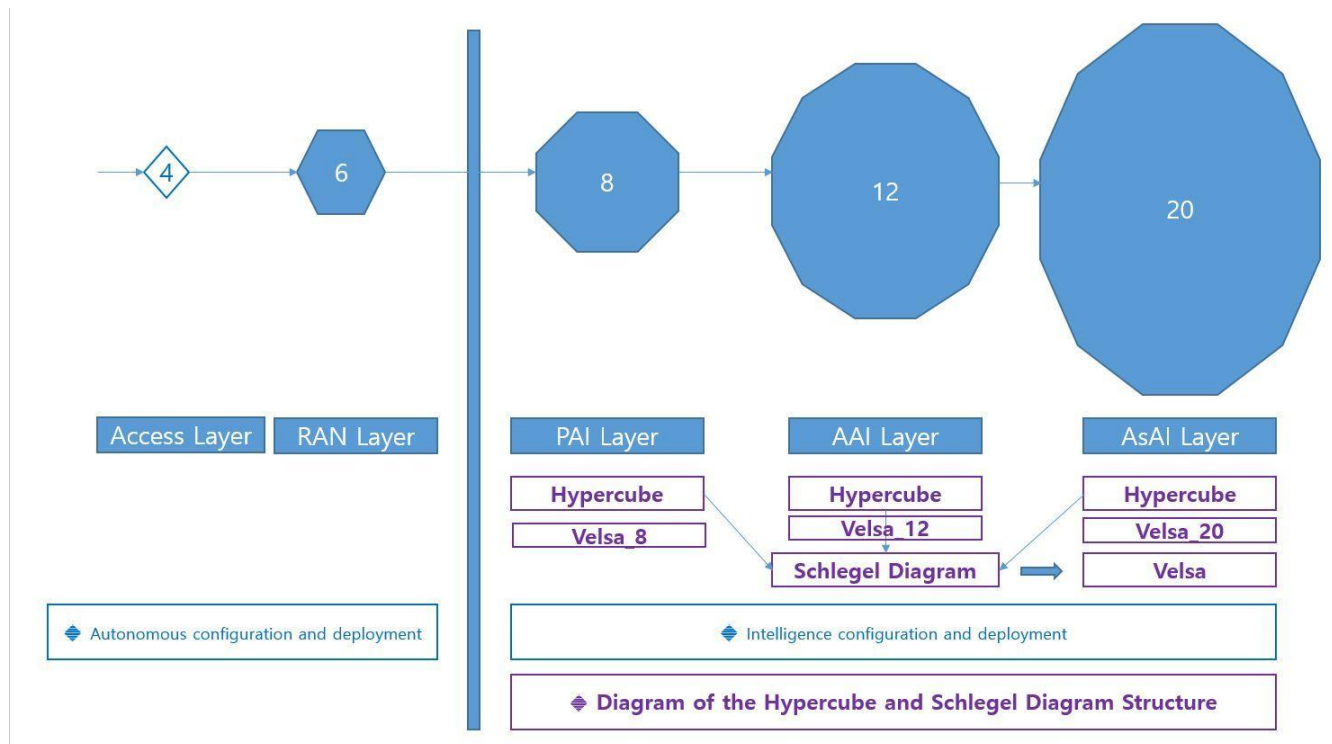 4
6
8
12
20
Access Layer
RAN Layer
PAI Layer
AAI Layer
AsAI Layer
Hypercube
Hypercube
Hypercube
Velsa_8
Velsa_12
Velsa_20
Schlegel Diagram
Velsa
Autonomous configuration and deployment
Intelligence configuration and deployment
Diagram of the Hypercube and Schlegel Diagram Structure